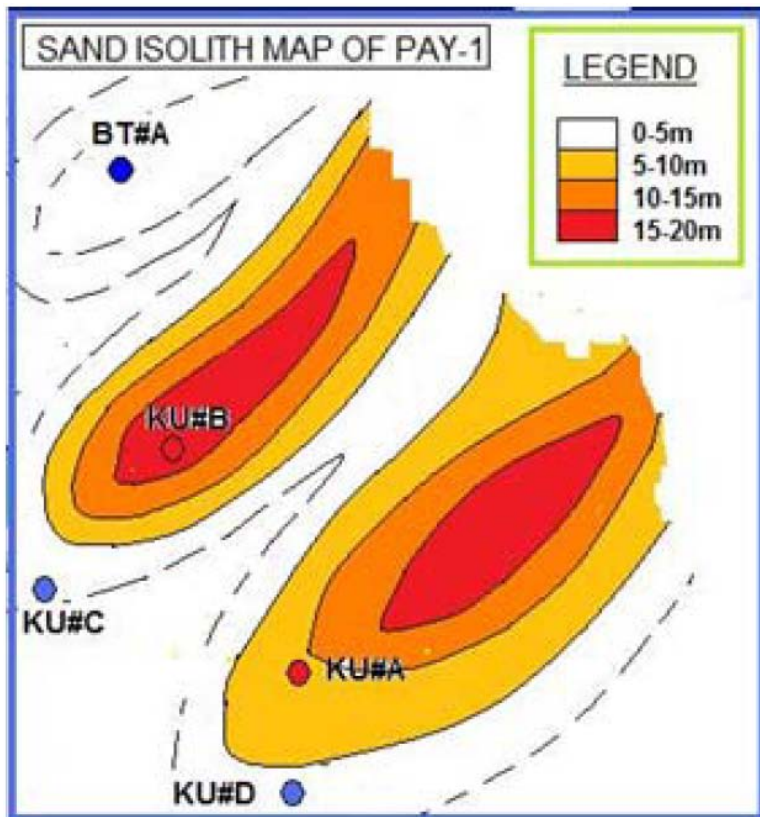 SAND ISOLITH MAP OF PAY-1
LEGEND
0-5m
5-10m
10-15m
15-20m
BT#A
KU#B
KU#C
KU#A
KU#D